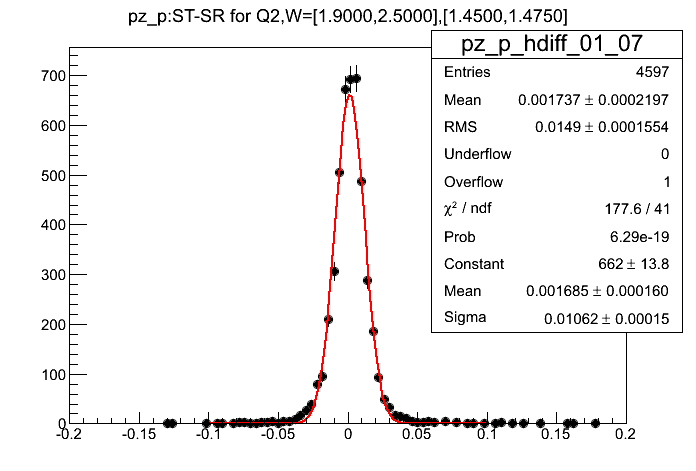 pz_p:ST-SR for Q2,W=[1.9000,2.5000],[1.4500,1.4750]
pz_p_hdiff_01_07
Entries 4597
Mean 0.001737 ± 0.0002197
RMS 0.0149 ± 0.0001554
Underflow 0
Overflow 1
χ² / ndf 177.6 / 41
Prob 6.29e-19
Constant 662 ± 13.8
Mean 0.001685 ± 0.000160
Sigma 0.01062 ± 0.00015
700
600
500
400
300
200
100
0
-0.2 -0.15 -0.1 -0.05 0 0.05 0.1 0.15 0.2